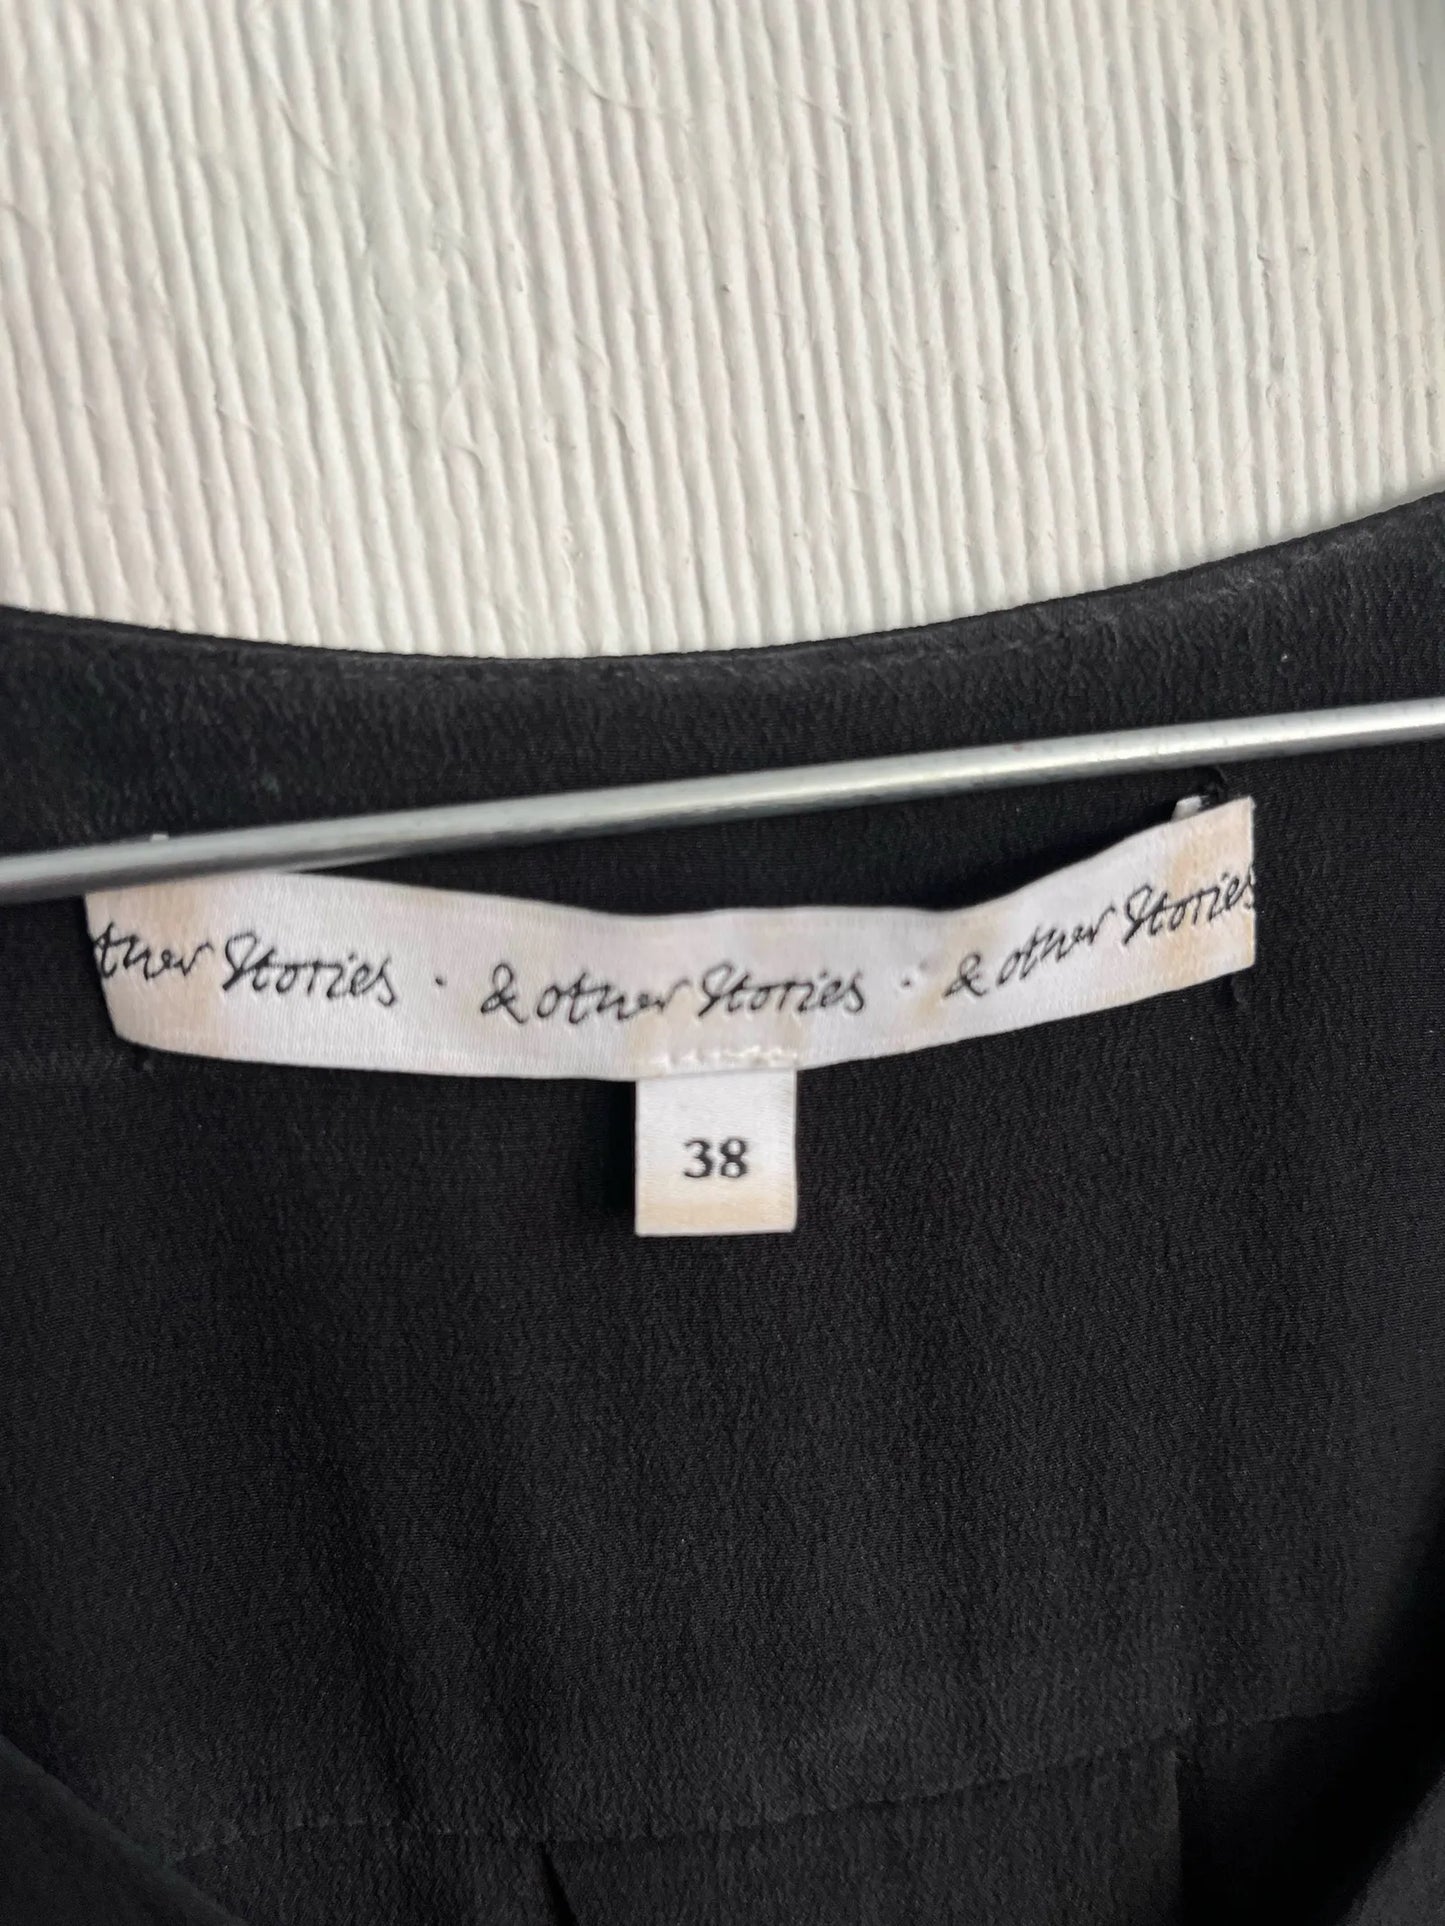 other Stories · & other Stories · & other Stories
38